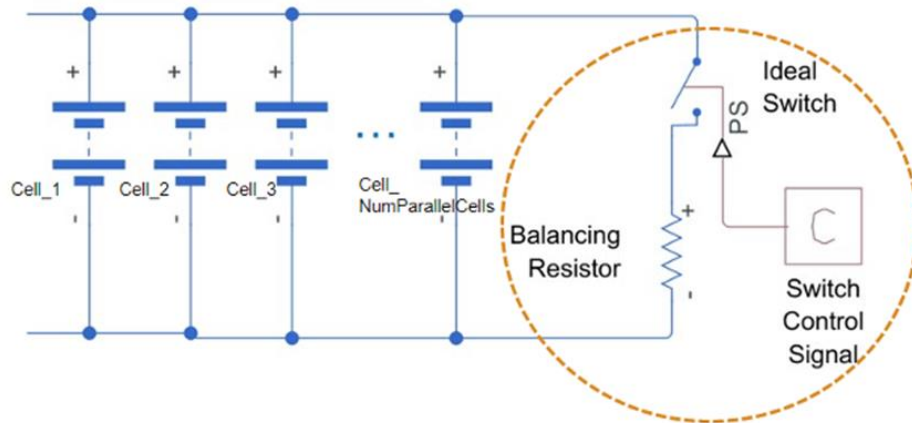 +
+
+
+
Cell_1
Cell_2
Cell_3
...
Cell_
NumParallelCells
-
-
-
-
Ideal
Switch
PS
Balancing
Resistor
+
-
C
Switch
Control
Signal